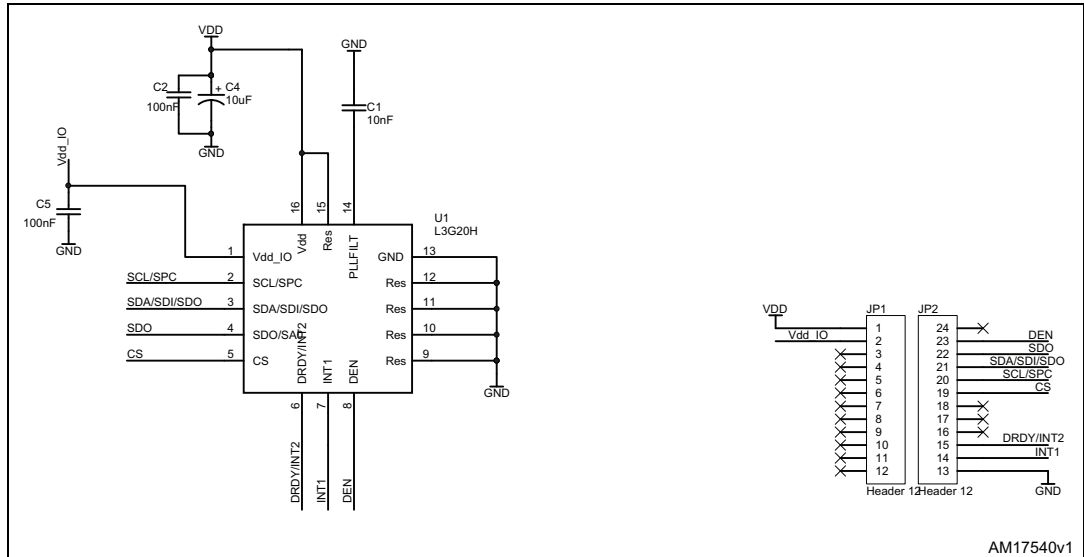 VDD
GND
C2
100nF
+
C4
10uF
C1
10nF
GND
Vdd_IO
C5
100nF
GND
16
15
14
U1
L3G20H
Vdd
Res
PLLFILT
1
Vdd_IO
GND
13
SCL/SPC
2
SCL/SPC
Res
12
SDA/SDI/SDO
3
SDA/SDI/SDO
Res
11
SDO
4
SDO/SA0
Res
10
CS
5
CS
Res
9
DRDY/INT2
INT1
DEN
GND
6
7
8
DRDY/INT2
INT1
DEN
JP1
JP2
VDD
1
24
Vdd_IO
2
23
DEN
3
22
SDO
4
21
SDA/SDI/SDO
5
20
SCL/SPC
6
19
CS
7
18
8
17
9
16
10
15
DRDY/INT2
11
14
INT1
12
13
Header 12
Header 12
GND
AM17540v1